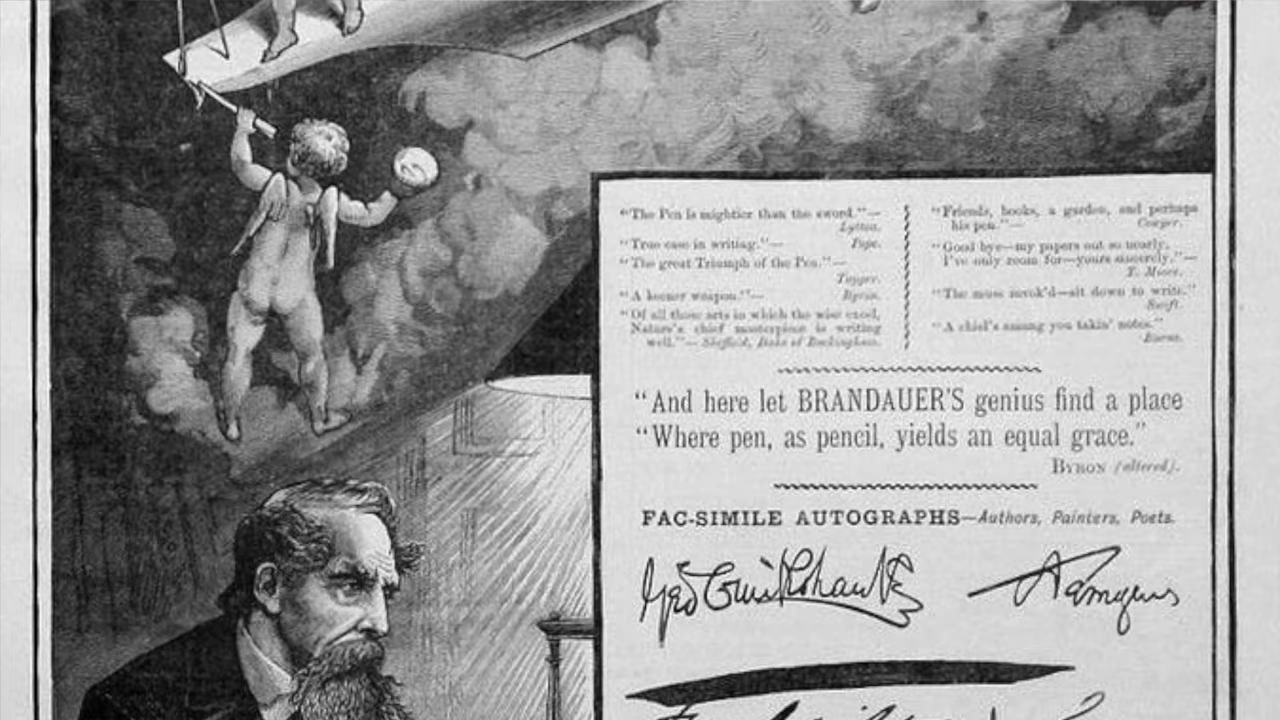 "The Pen is mightier than the sword."—
Lytton.
"True ease in writing."— Pope.
"The great Triumph of the Pen."—
Tupper.
"A keener weapon."— Byron.
"Of all those arts in which the wise excel,
Nature's chief masterpiece is writing
well."—Sheffield, Duke of Buckingham.
"Friends, books, a garden, and perhaps
his pen."— Cowper.
"Good bye—my papers out so nearly,
I've only room for—yours sincerely."—
T. Moore.
"The muse invok'd—sit down to write."
Swift.
"A chiel's amang you takin' notes."
Burns.
"And here let BRANDAUER'S genius find a place
"Where pen, as pencil, yields an equal grace."
BYRON (altered).
FAC-SIMILE AUTOGRAPHS—Authors, Painters, Poets.
Geo Cruikshank